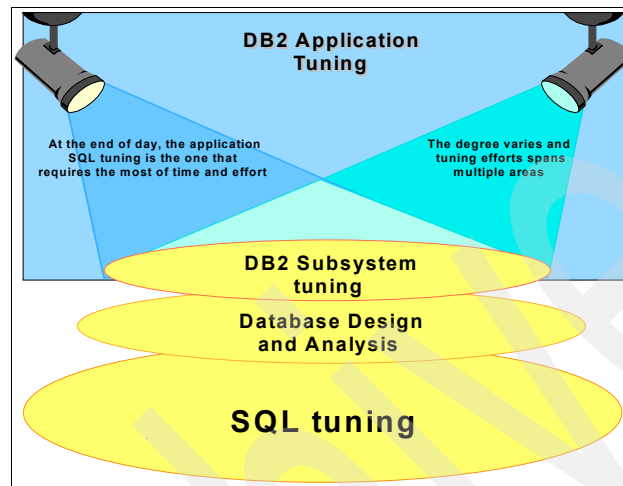 DB2 Application
Tuning
At the end of day, the application
SQL tuning is the one that
requires the most of time and effort
The degree varies and
tuning efforts spans
multiple areas
DB2 Subsystem
tuning
Database Design
and Analysis
SQL tuning